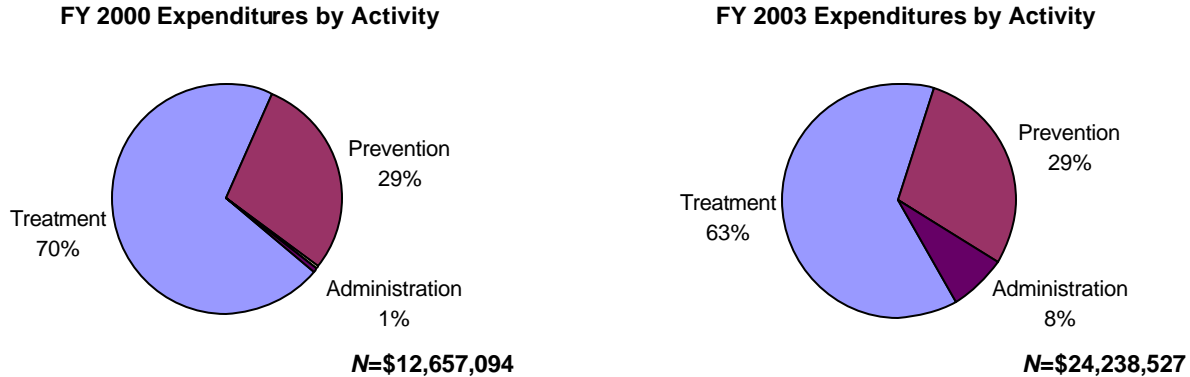 FY 2000 Expenditures by Activity
Prevention
29%
Treatment
70%
Administration
1%
N=$12,657,094
FY 2003 Expenditures by Activity
Prevention
29%
Treatment
63%
Administration
8%
N=$24,238,527